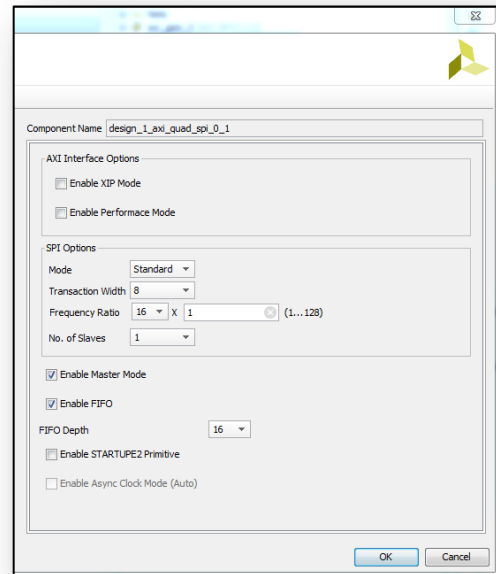 Component Name design_1_axi_quad_spi_0_1
AXI Interface Options
Enable XIP Mode
Enable Performace Mode
SPI Options
Mode Standard
Transaction Width 8
Frequency Ratio 16 X 1 (1...128)
No. of Slaves 1
Enable Master Mode
Enable FIFO
FIFO Depth 16
Enable STARTUPE2 Primitive
Enable Async Clock Mode (Auto)
OK Cancel